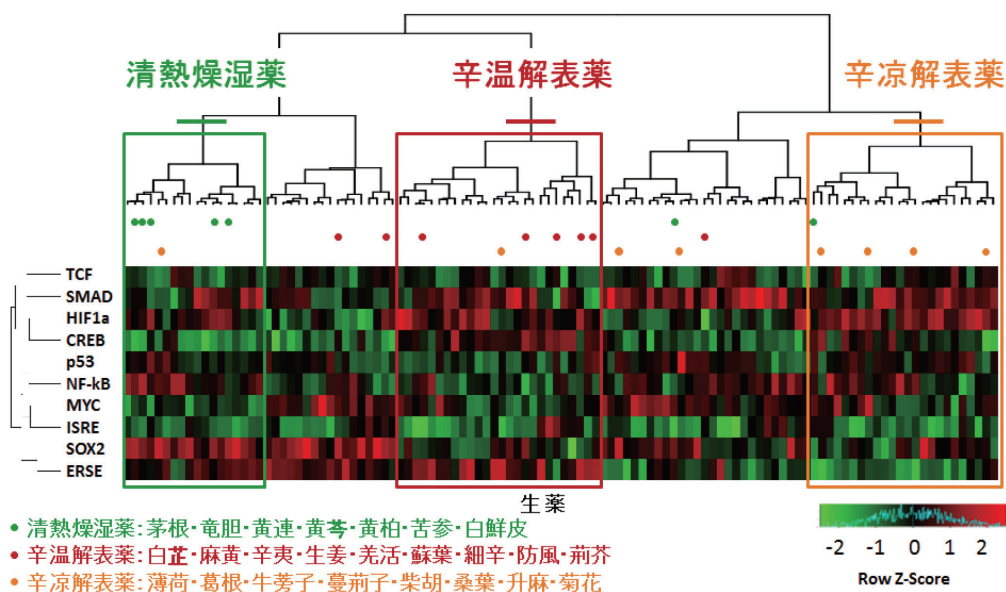 清熱燥湿薬 辛温解表薬 辛凉解表薬
TCF
SMAD
HIF1a
CREB
p53
NF-kB
MYC
ISRE
SOX2
ERSE
生薬
• 清熱燥湿薬:茅根・竜胆・黄連・黄芩・黄柏・苦参・白鮮皮
• 辛温解表薬:白芷・麻黄・辛夷・生姜・羌活・蘇葉・細辛・防風・荊芥
• 辛凉解表薬:薄荷・葛根・牛蒡子・蔓荊子・柴胡・桑葉・升麻・菊花
-2 -1 0 1 2
Row Z-Score